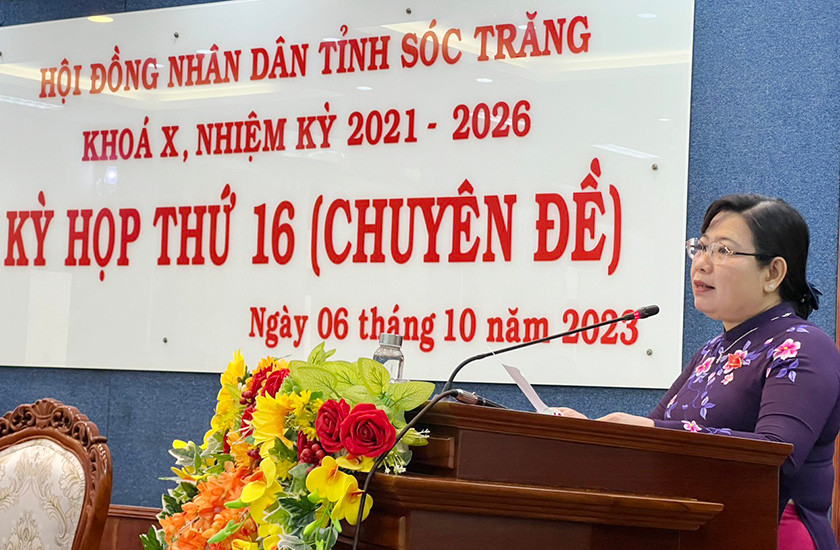 HỘI ĐỒNG NHÂN DÂN TỈNH SÓC TRĂNG
KHOÁ X, NHIỆM KỲ 2021 - 2026
KỲ HỌP THỨ 16 (CHUYÊN ĐỀ)
Ngày 06 tháng 10 năm 2023